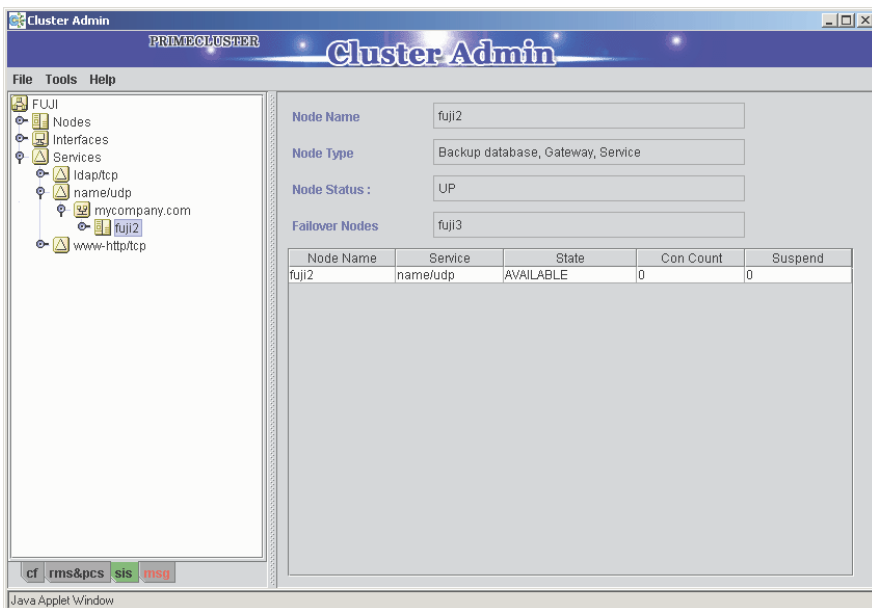 Cluster Admin
PRIMECLUSTER
Cluster Admin
File Tools Help
FUJI
Nodes
Interfaces
Services
ldap/tcp
name/udp
mycompany.com
fuji2
www-http/tcp
cf rms&pcs sis msg
Node Name fuji2
Node Type Backup database, Gateway, Service
Node Status : UP
Failover Nodes fuji3
Node Name Service State Con Count Suspend
fuji2 name/udp AVAILABLE 0 0
Java Applet Window